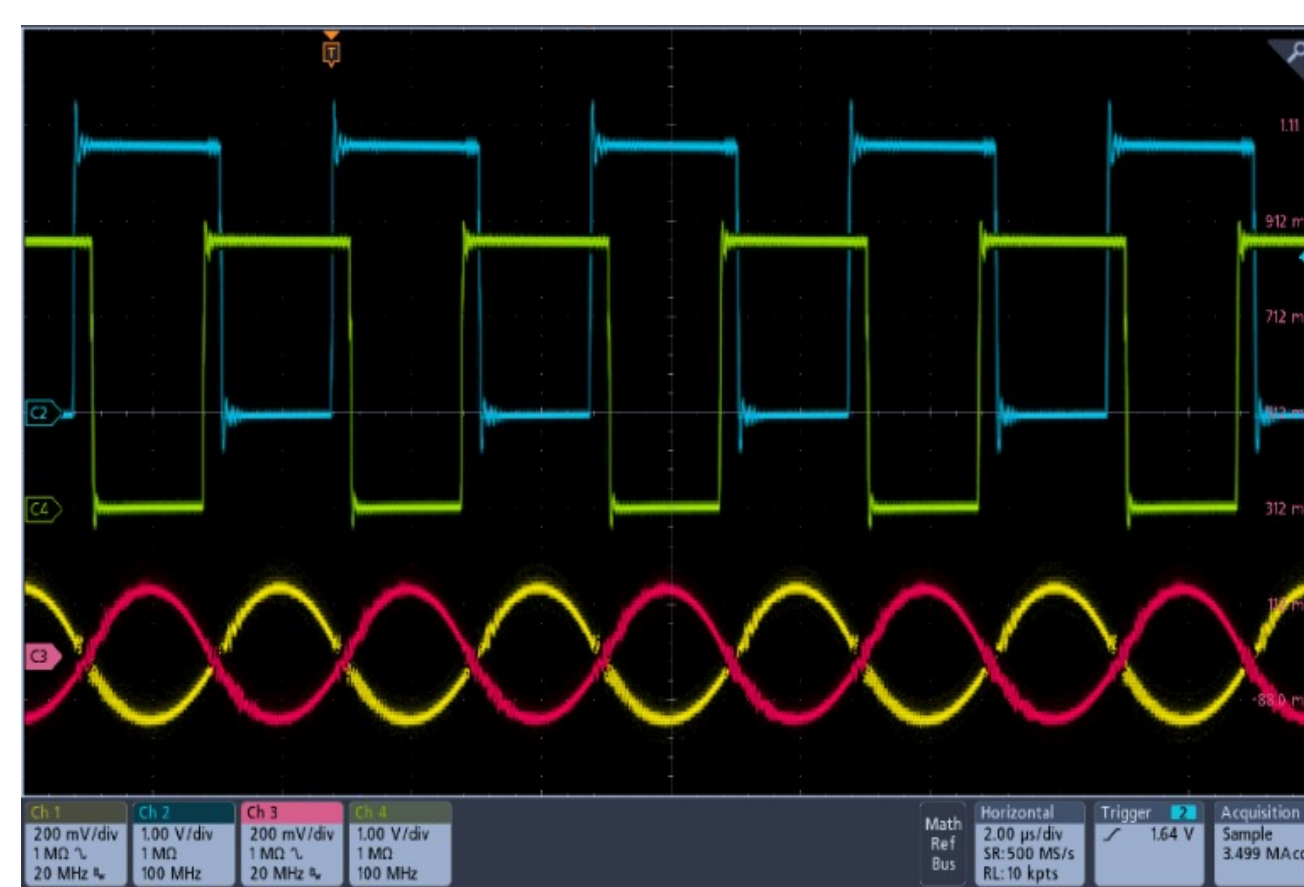 T
1.11
912 m
C2
712 m
C4
312 m
C3
-88.0 m
Ch 1
200 mV/div
1 MΩ
20 MHz
Ch 2
1.00 V/div
1 MΩ
100 MHz
Ch 3
200 mV/div
1 MΩ
20 MHz
Ch 4
1.00 V/div
1 MΩ
100 MHz
Math
Ref
Bus
Horizontal
2.00 µs/div
SR:500 MS/s
RL:10 kpts
Trigger 2
1.64 V
Acquisition
Sample
3.499 MAcq